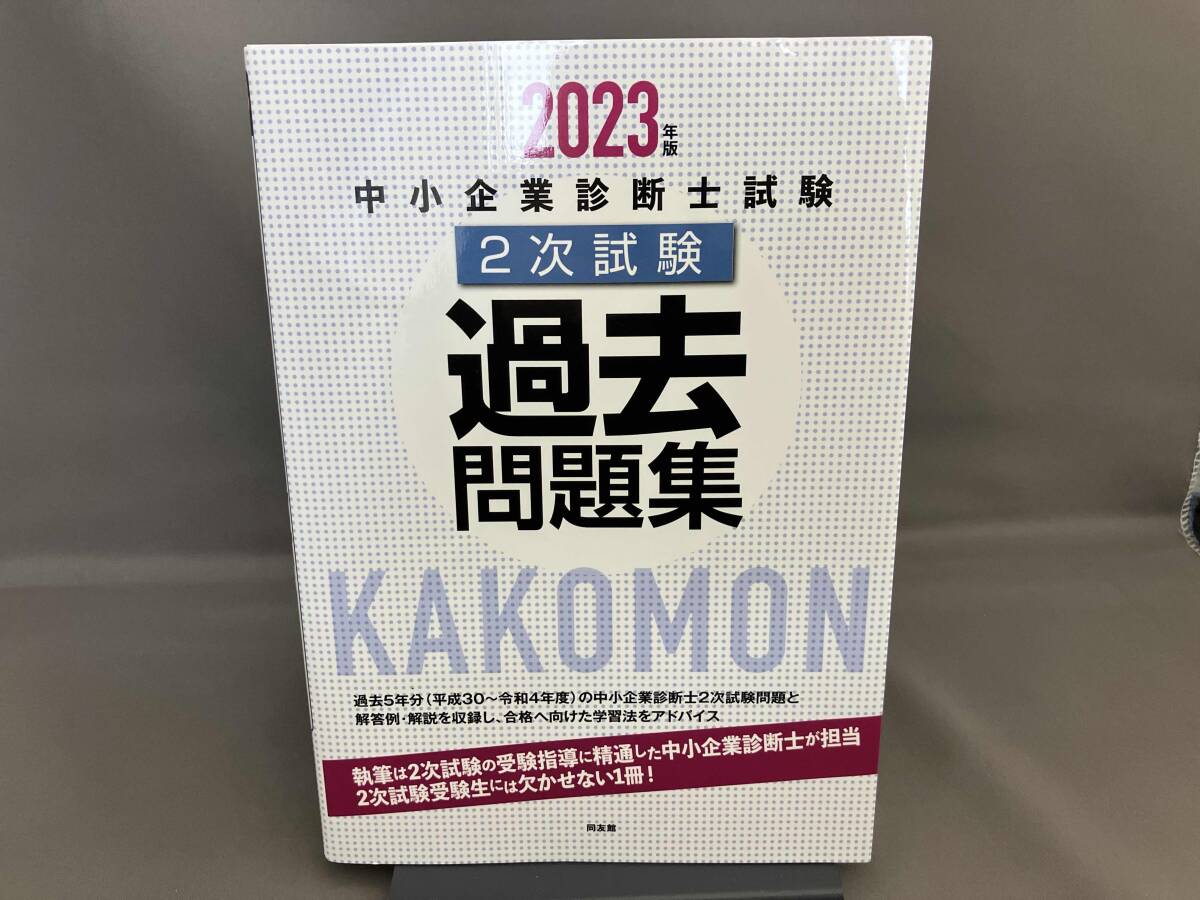 2023年版
中小企業診断士試験
2次試験
過去
問題集
KAKOMON
過去5年分(平成30~令和4年度)の中小企業診断士2次試験問題と
解答例・解説を収録し、合格へ向けた学習法をアドバイス
執筆は2次試験の受験指導に精通した中小企業診断士が担当
2次試験受験生には欠かせない1冊!
同友館